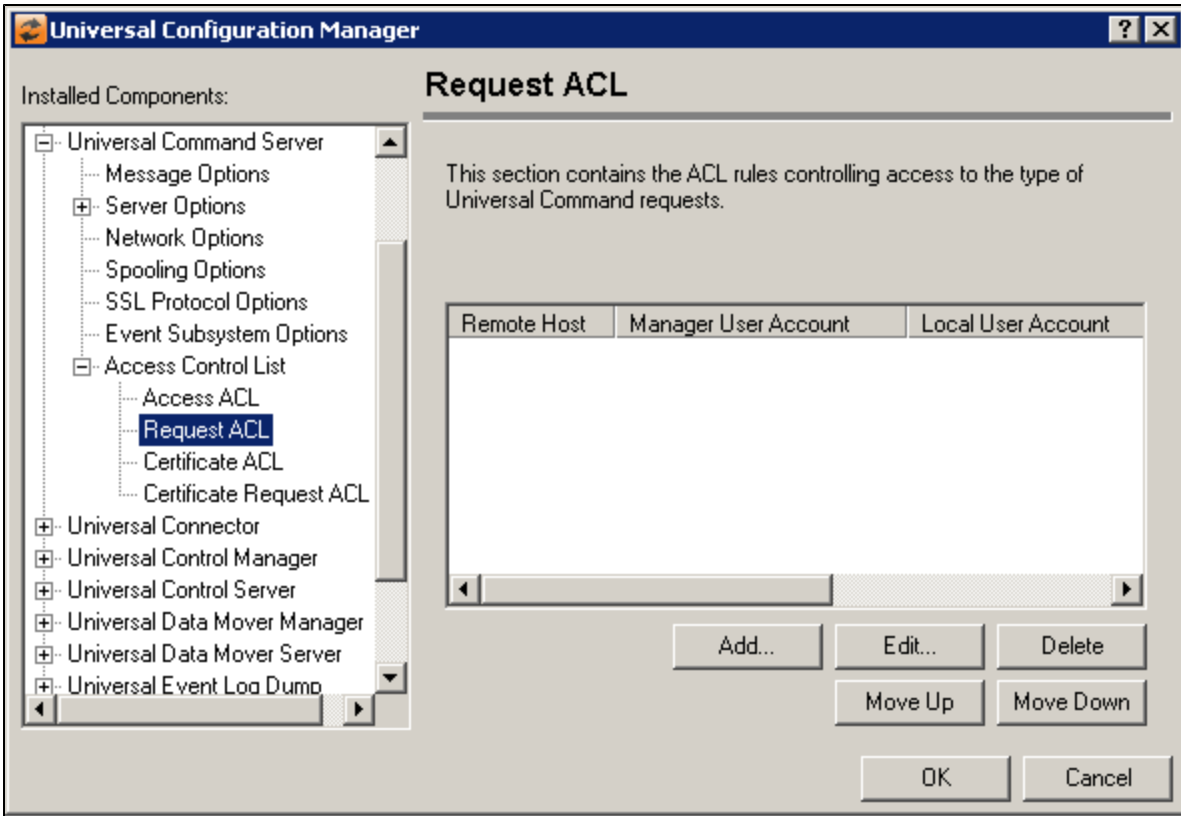 Universal Configuration Manager
? X
Installed Components:
Universal Command Server
Message Options
Server Options
Network Options
Spooling Options
SSL Protocol Options
Event Subsystem Options
Access Control List
Access ACL
Request ACL
Certificate ACL
Certificate Request ACL
Universal Connector
Universal Control Manager
Universal Control Server
Universal Data Mover Manager
Universal Data Mover Server
Universal Event Log Dump
Request ACL
This section contains the ACL rules controlling access to the type of
Universal Command requests.
Remote Host Manager User Account Local User Account
Add... Edit... Delete
Move Up Move Down
OK Cancel